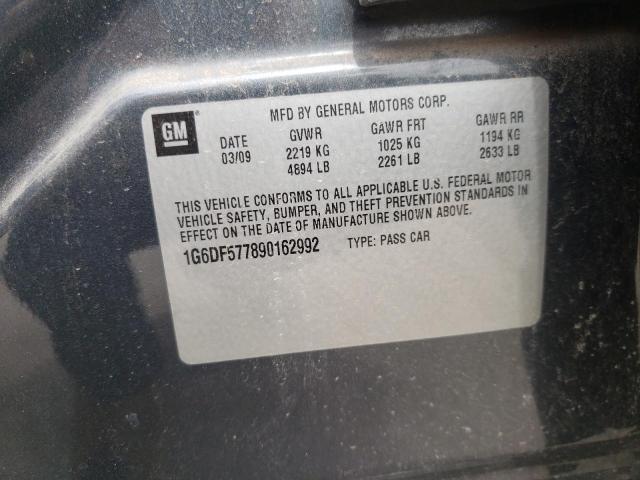 MFD BY GENERAL MOTORS CORP.
GM
DATE GVWR GAWR FRT GAWR RR
03/09 2219 KG 1025 KG 1194 KG
4894 LB 2261 LB 2633 LB
THIS VEHICLE CONFORMS TO ALL APPLICABLE U.S. FEDERAL MOTOR
VEHICLE SAFETY, BUMPER, AND THEFT PREVENTION STANDARDS IN
EFFECT ON THE DATE OF MANUFACTURE SHOWN ABOVE.
1G6DF577890162992 TYPE: PASS CAR